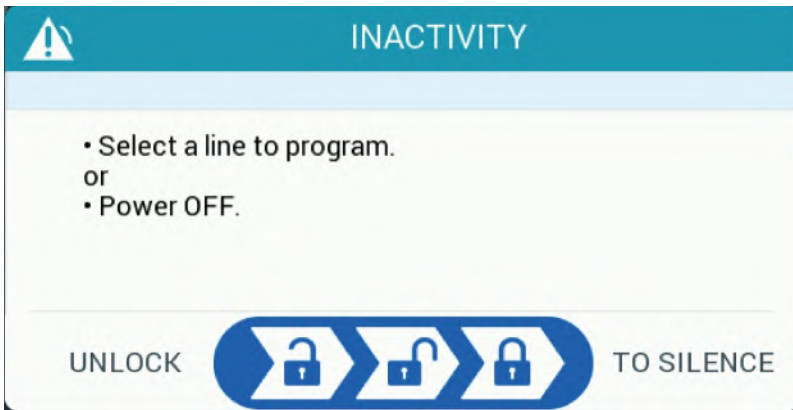 INACTIVITY
• Select a line to program.
or
• Power OFF.
UNLOCK TO SILENCE